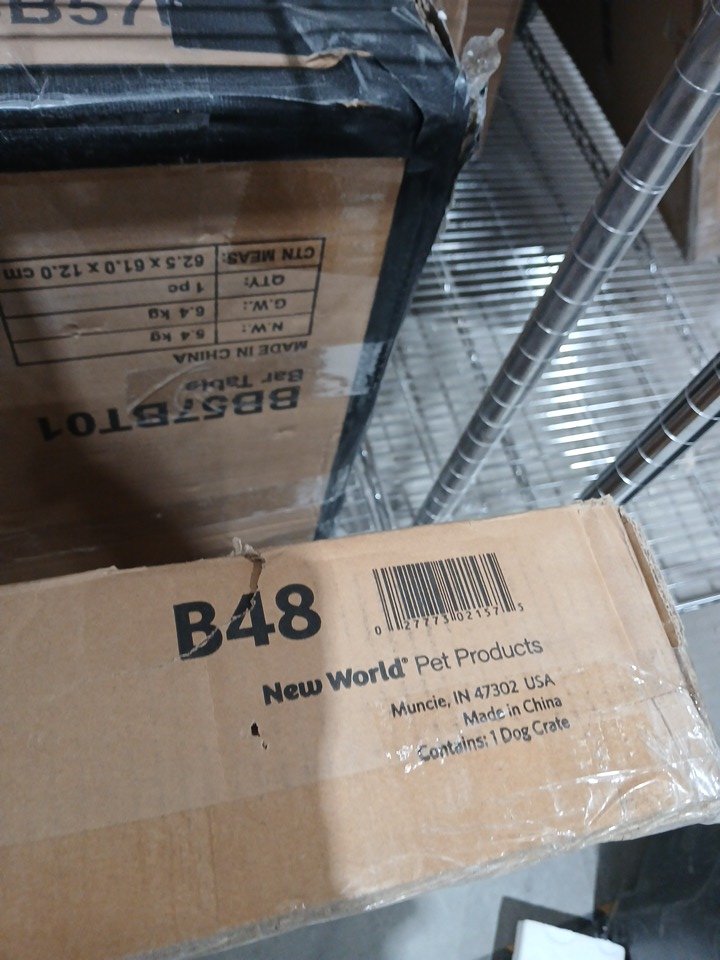 B57
CTN MEAS: 62.5 x 61.0 x 12.0 cm
QTY: 1 pc
G.W.: 6.4 kg
N.W.: 5.4 kg
MADE IN CHINA
Bar Table
BB57BT01
B48
0 27773 02157 5
New World® Pet Products
Muncie, IN 47302 USA
Made in China
Contains: 1 Dog Crate